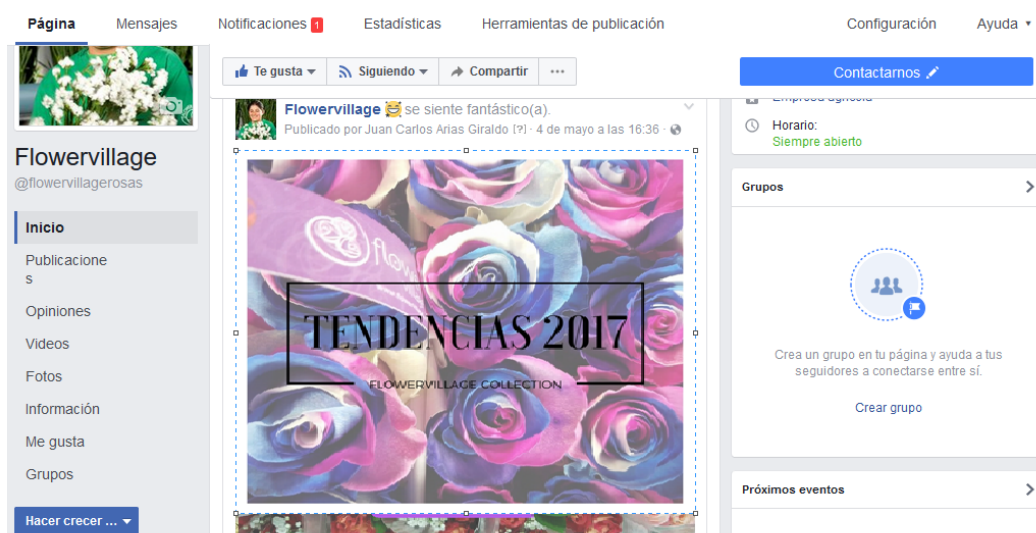 Página Mensajes Notificaciones 1 Estadísticas Herramientas de publicación Configuración Ayuda
Te gusta Siguiendo Compartir ...
Contactarnos
Flowervillage
@flowervillagerosas
Inicio
Publicacione
s
Opiniones
Videos
Fotos
Información
Me gusta
Grupos
Hacer crecer ...
Flowervillage se siente fantástico(a).
Publicado por Juan Carlos Arias Giraldo [?] · 4 de mayo a las 16:36 ·
TENDENCIAS 2017
FLOWERVILLAGE COLLECTION
Empresa agrícola
Horario:
Siempre abierto
Grupos
Crea un grupo en tu página y ayuda a tus
seguidores a conectarse entre sí.
Crear grupo
Próximos eventos